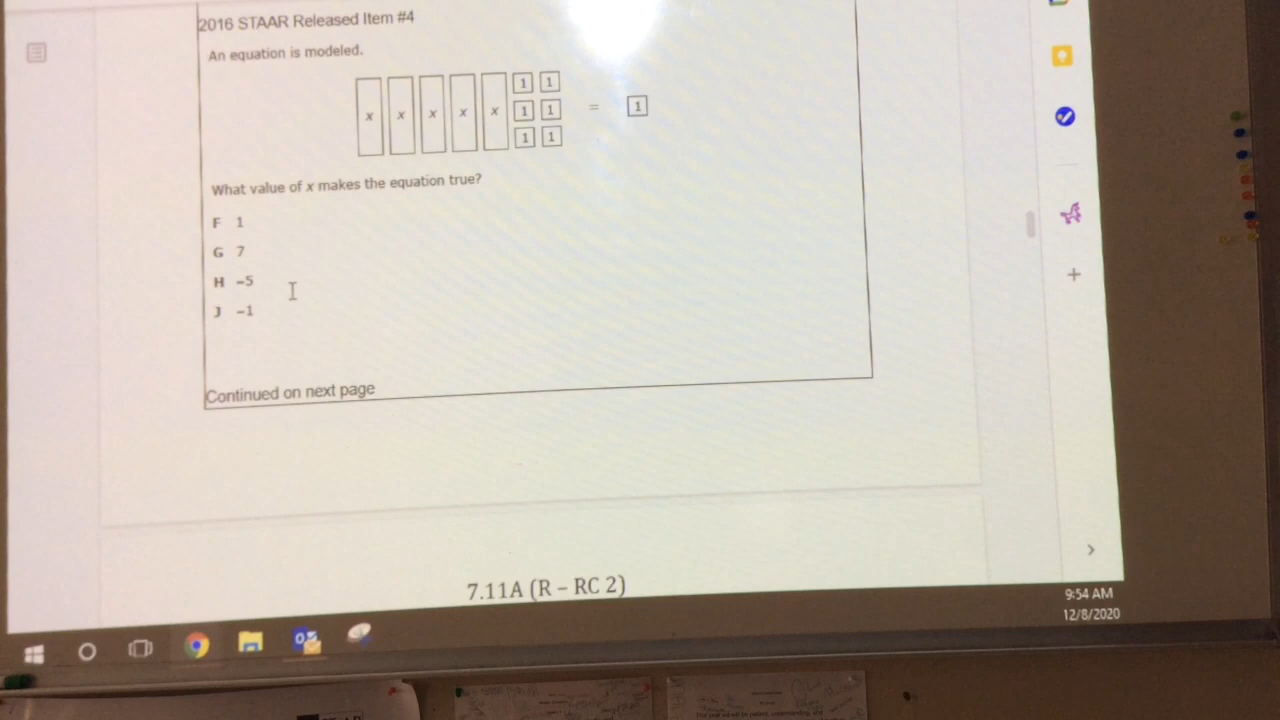 2016 STAAR Released Item #4
An equation is modeled.
1 1
x x x x x 1 1 = 1
1 1
What value of x makes the equation true?
F 1
G 7
H -5
J -1
Continued on next page
7.11A (R – RC 2)
9:54 AM
12/8/2020